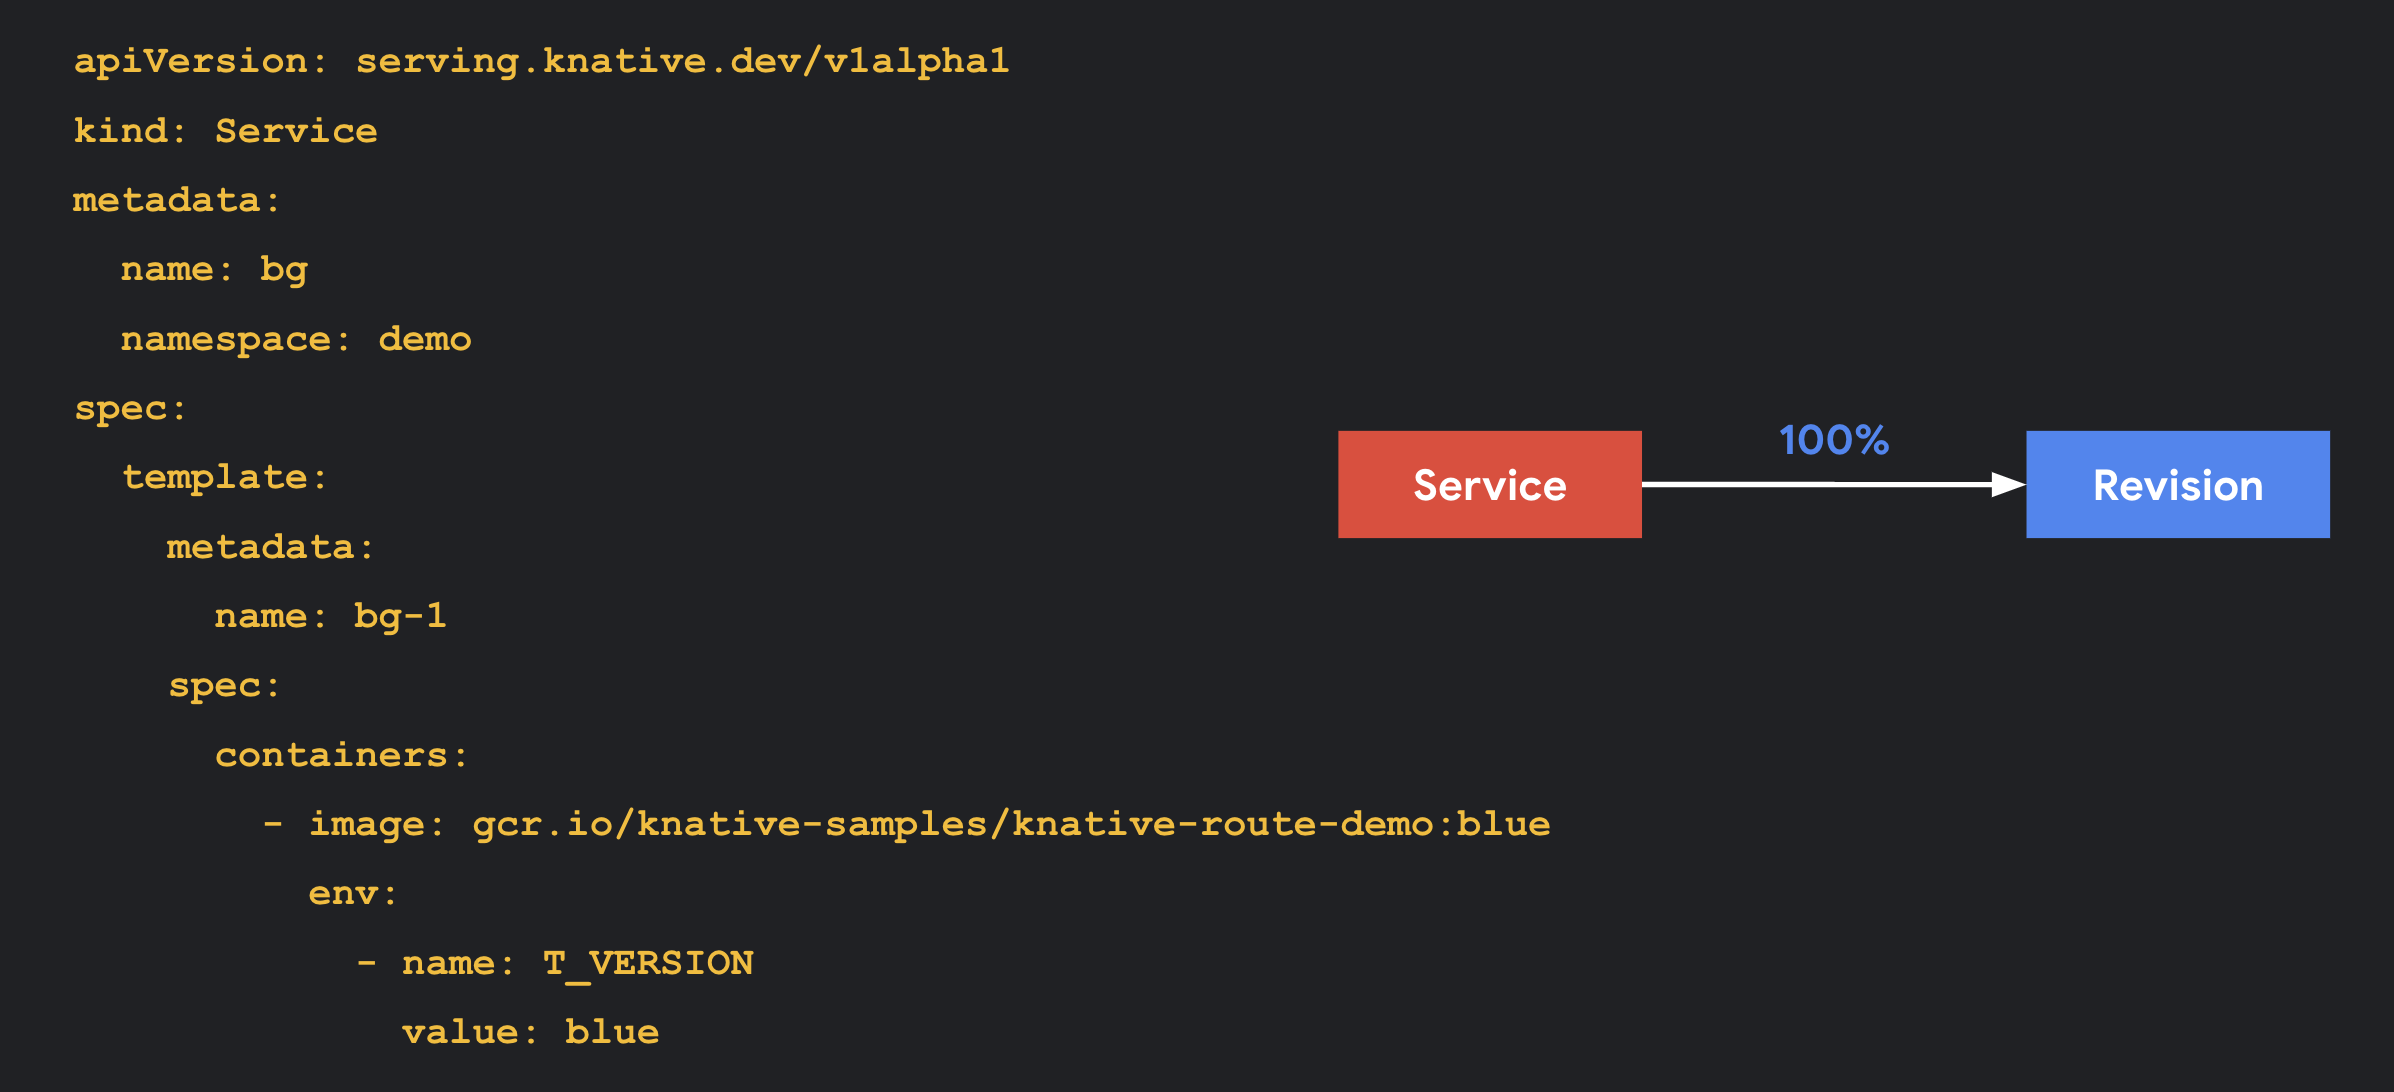 apiVersion: serving.knative.dev/v1alpha1
kind: Service
metadata:
  name: bg
  namespace: demo
spec:
  template:
    metadata:
      name: bg-1
    spec:
      containers:
        - image: gcr.io/knative-samples/knative-route-demo:blue
          env:
            - name: T_VERSION
              value: blue
Service
100%
Revision